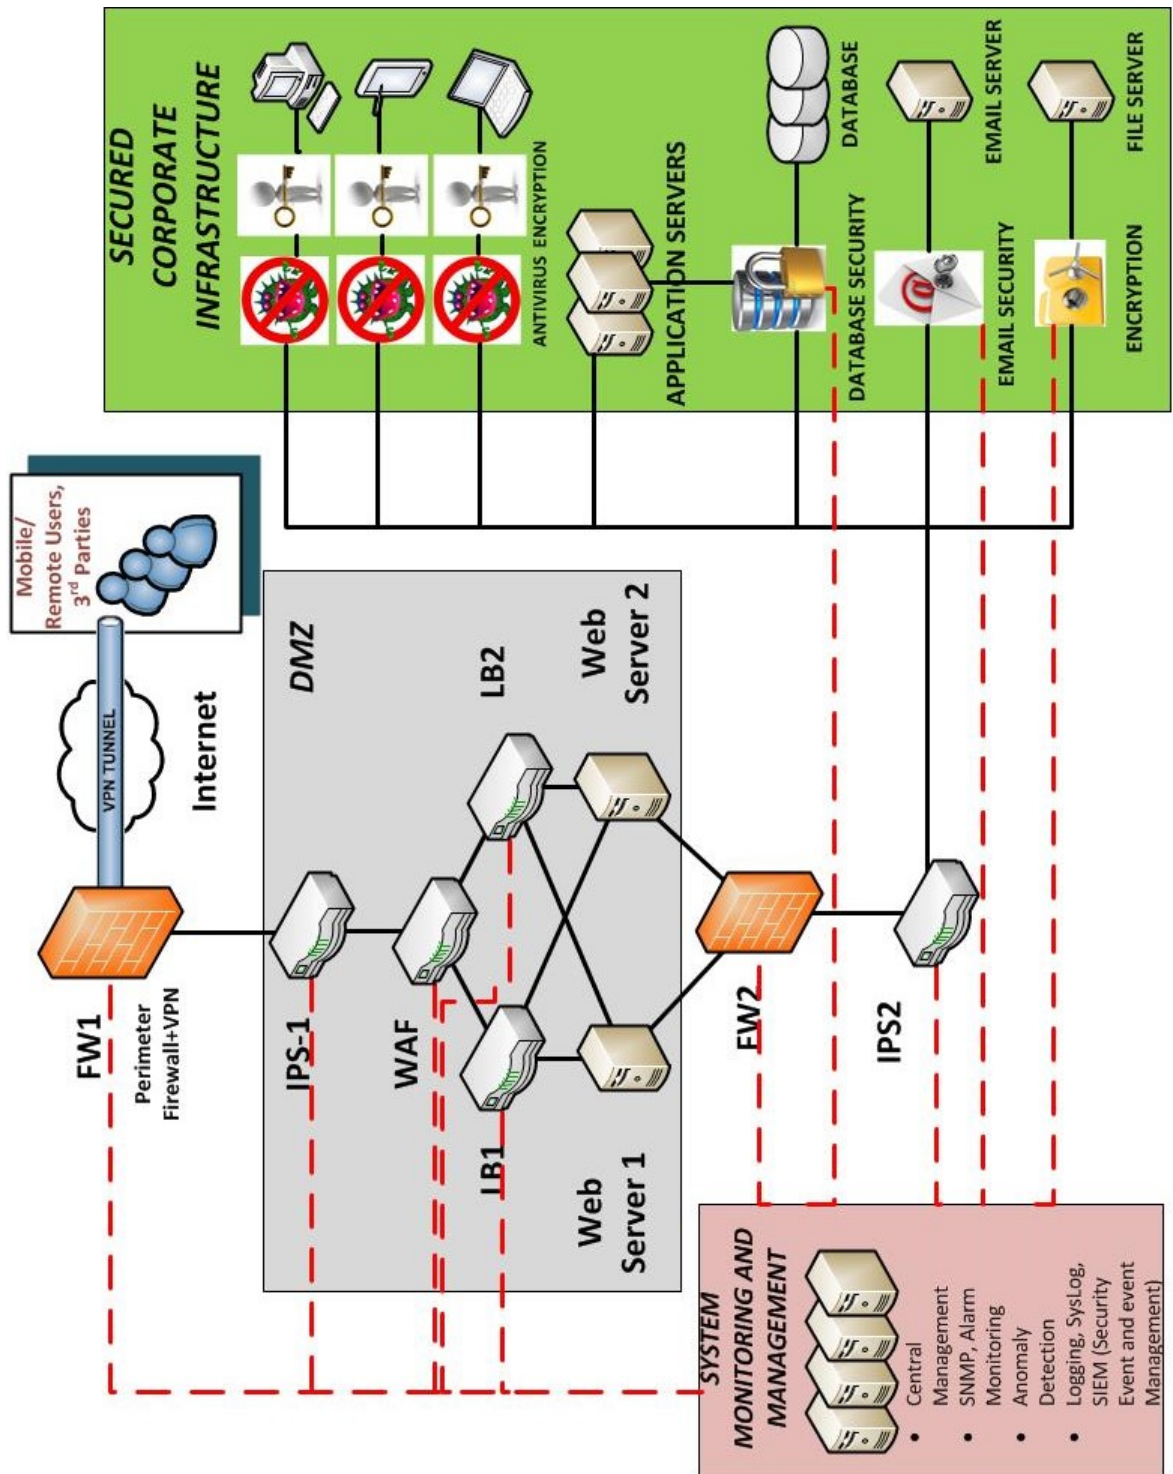 Mobile/
Remote Users,
3rd Parties
VPN TUNNEL
Internet
FW1
Perimeter
Firewall+VPN
DMZ
IPS-1
WAF
LB1
LB2
Web
Server 1
Web
Server 2
FW2
IPS2
SYSTEM
MONITORING AND
MANAGEMENT
• Central
Management
• SNMP, Alarm
Monitoring
• Anomaly
Detection
• Logging, SysLog,
SIEM (Security
Event and event
Management)
SECURED
CORPORATE
INFRASTRUCTURE
ANTIVIRUS ENCRYPTION
APPLICATION SERVERS
DATABASE SECURITY
DATABASE
EMAIL SECURITY
EMAIL SERVER
ENCRYPTION
FILE SERVER
@